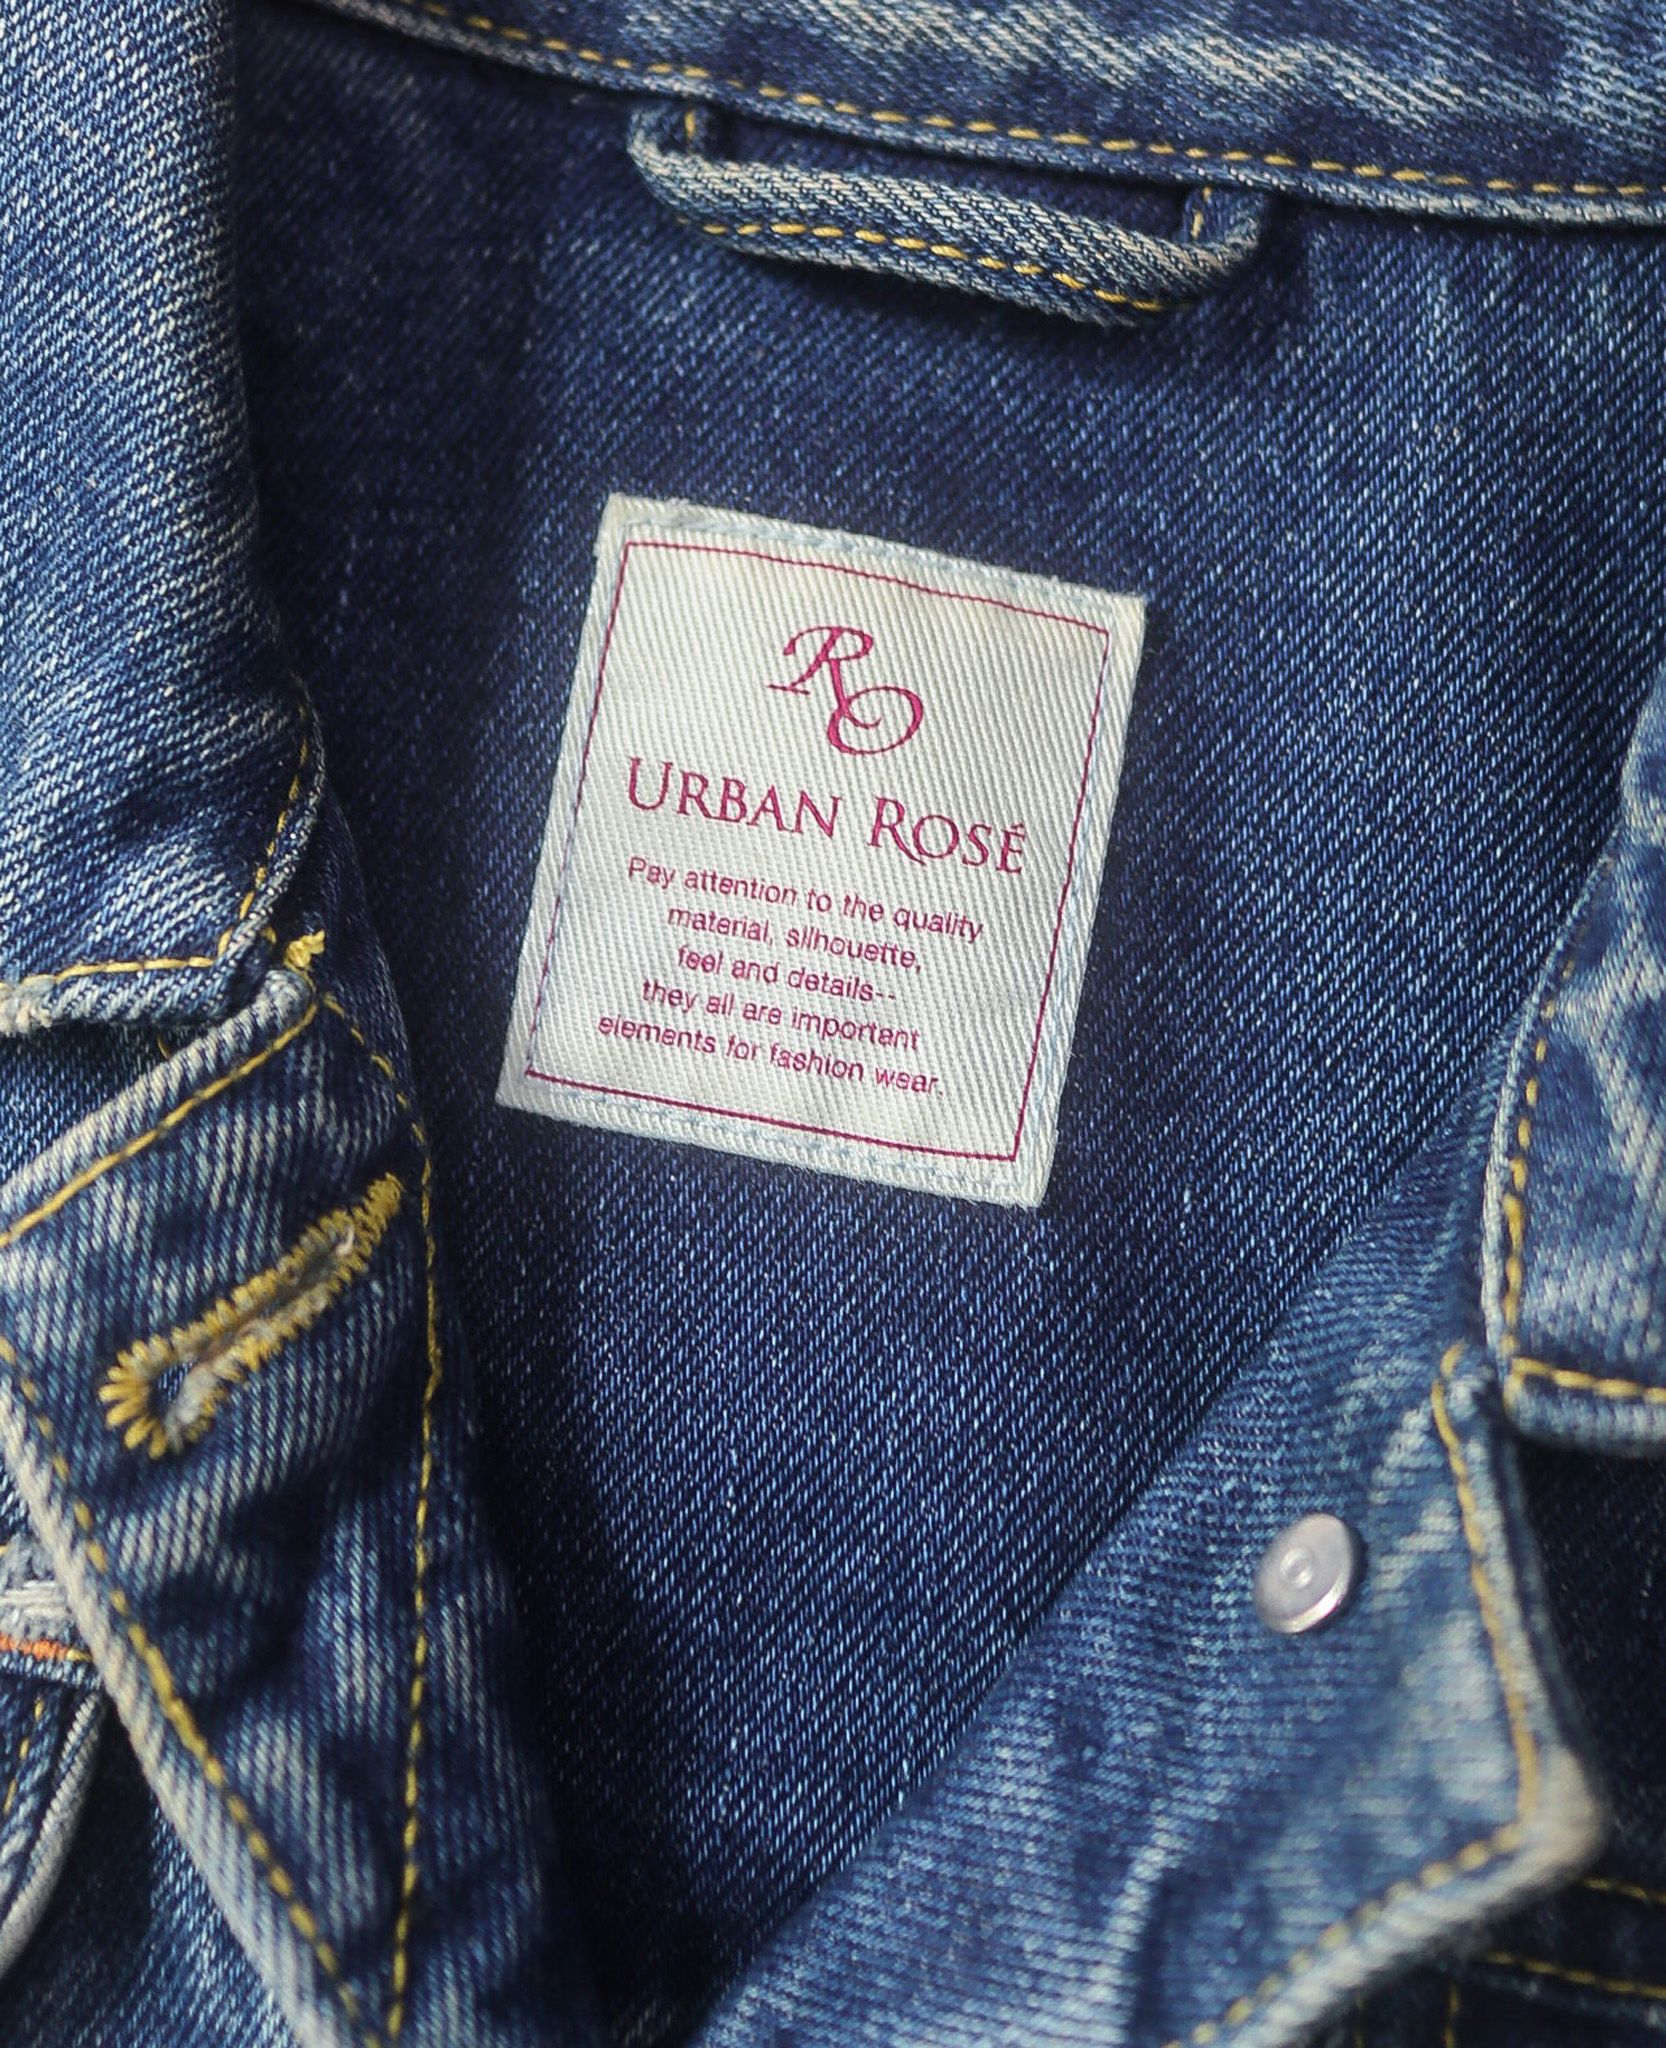 RO
URBAN ROSÉ
Pay attention to the quality
material, silhouette,
feel and details--
they all are important
elements for fashion wear.